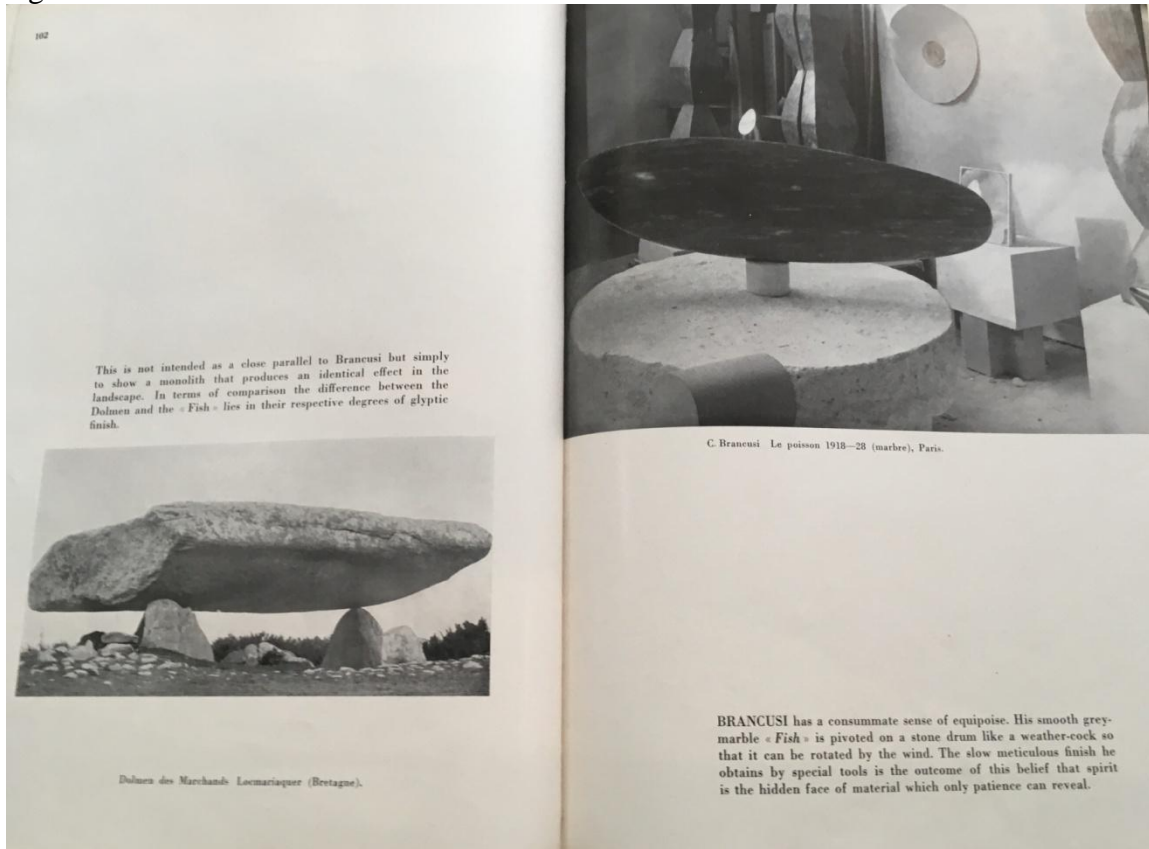 102
This is not intended as a close parallel to Brancusi but simply
to show a monolith that produces an identical effect in the
landscape. In terms of comparison the difference between the
Dolmen and the « Fish » lies in their respective degrees of glyptic
finish.
Dolmen des Marchands Locmariaquer (Bretagne).
C. Brancusi Le poisson 1918—28 (marbre), Paris.
BRANCUSI has a consummate sense of equipoise. His smooth grey-
marble « Fish » is pivoted on a stone drum like a weather-cock so
that it can be rotated by the wind. The slow meticulous finish he
obtains by special tools is the outcome of this belief that spirit
is the hidden face of material which only patience can reveal.